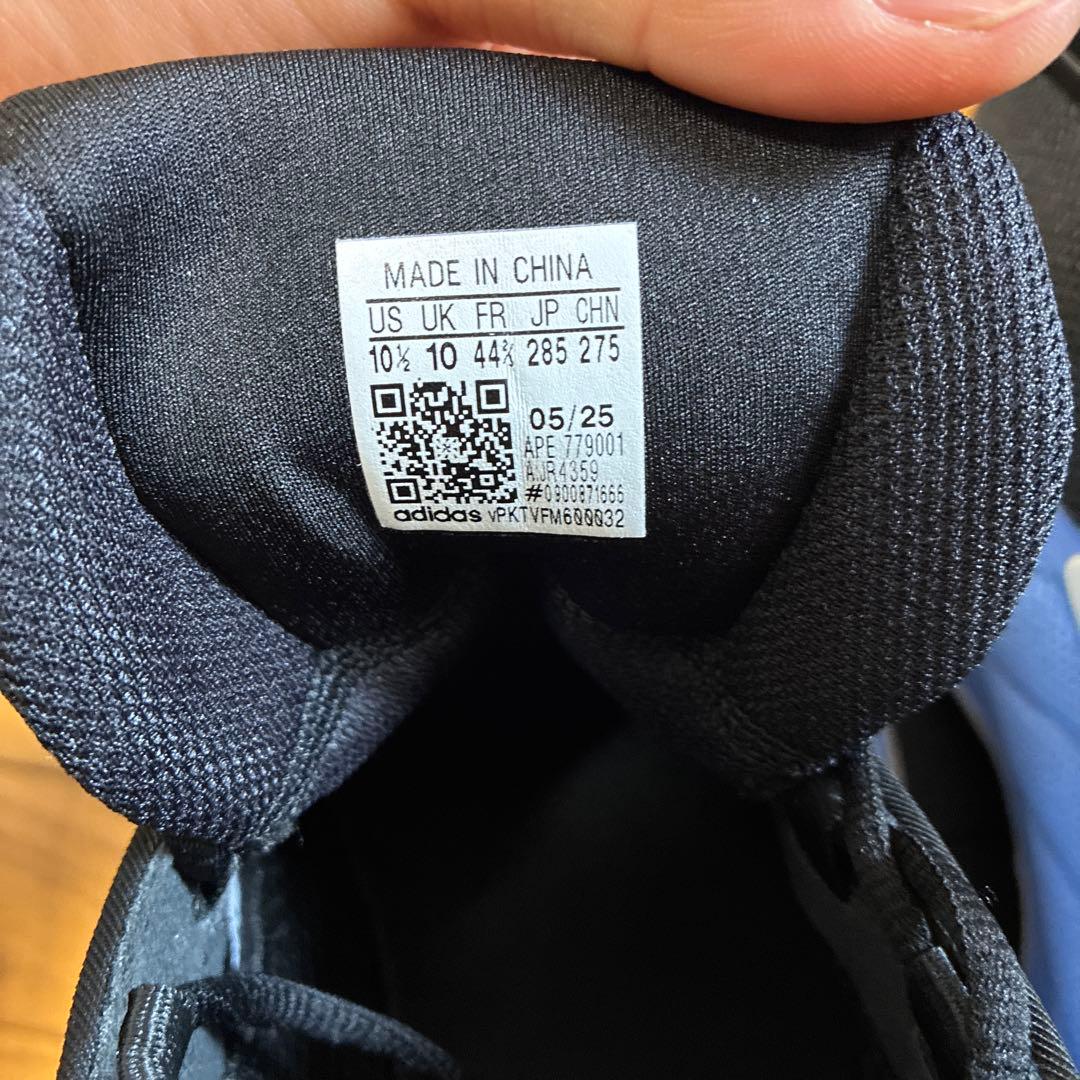 MADE IN CHINA
US UK FR JP CHN
10½ 10 44⅔ 285 275
05/25
APE 779001
A:JR4359
#0900871666
adidas vPKTVFM600032